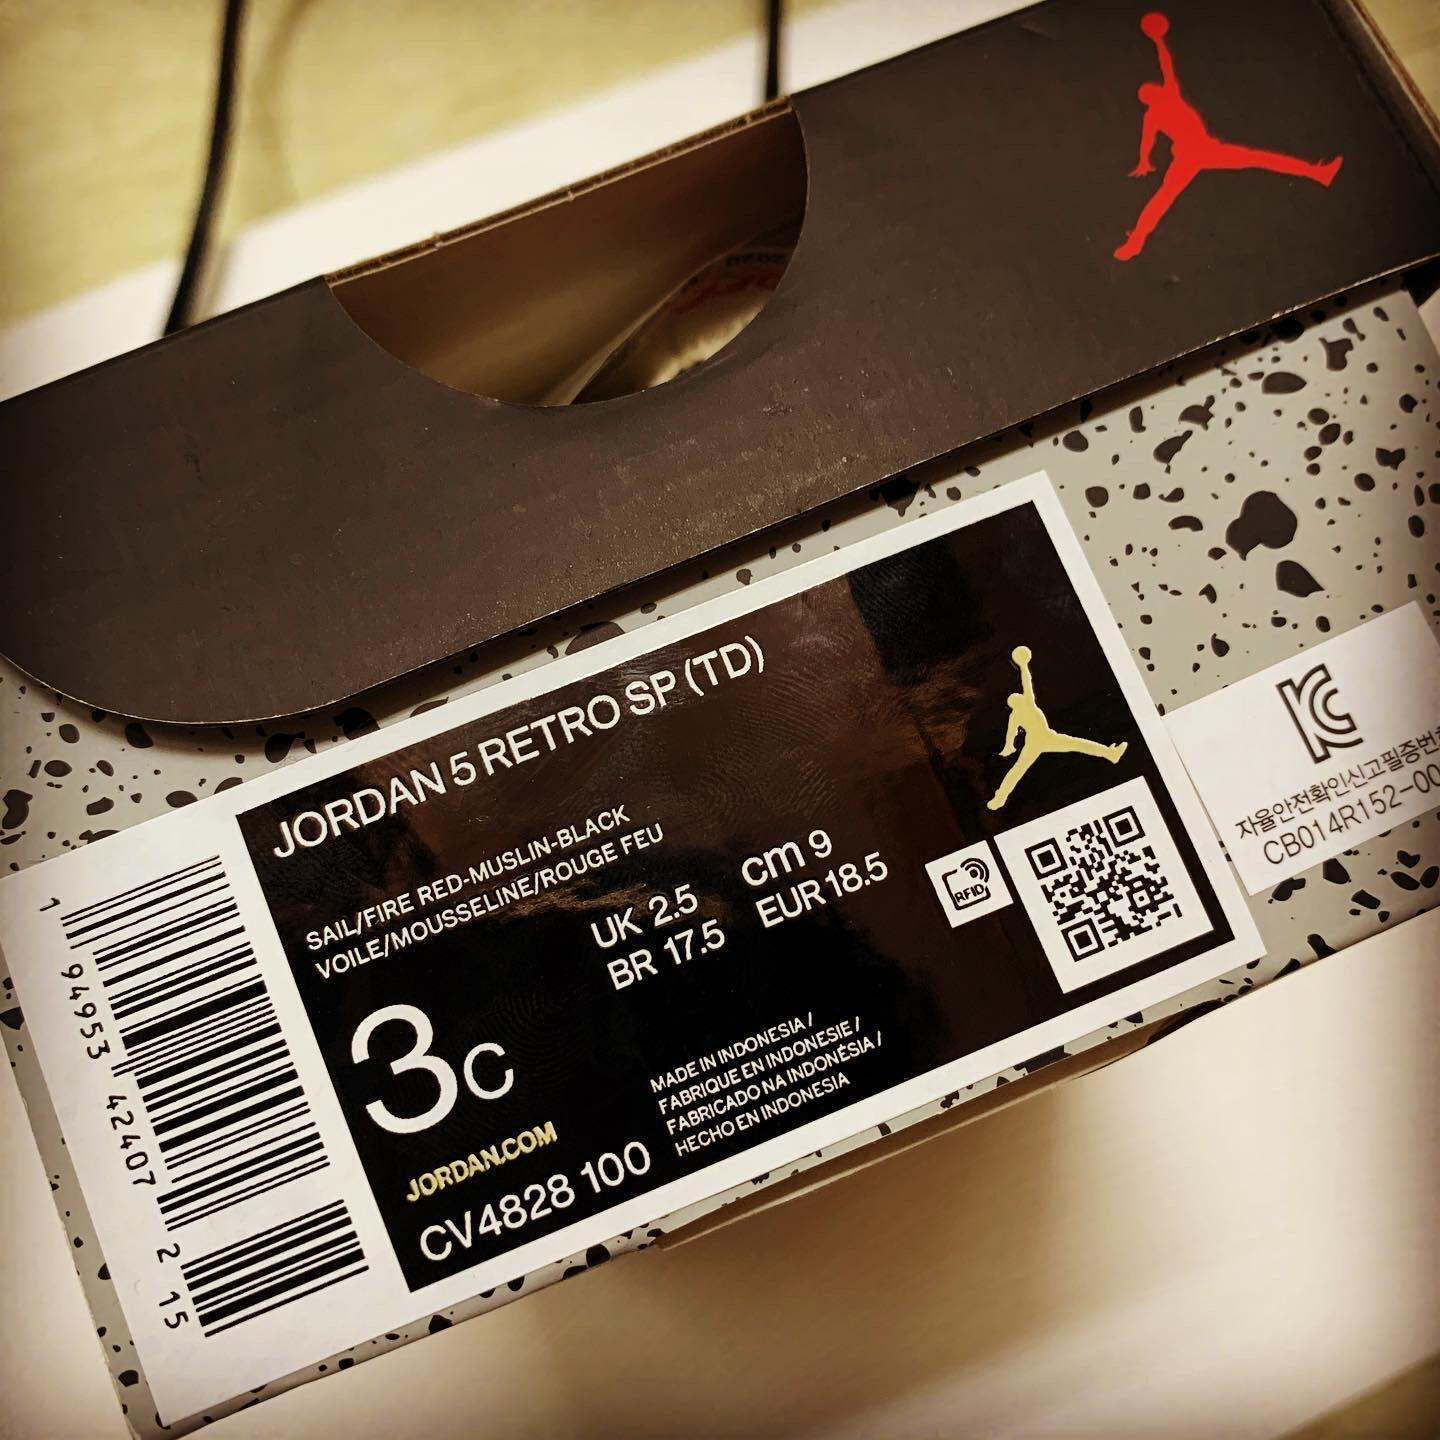 JORDAN 5 RETRO SP (TD)
SAIL/FIRE RED-MUSLIN-BLACK
VOILE/MOUSSELINE/ROUGE FEU
UK 2.5 cm 9
BR 17.5 EUR 18.5
RFID
3C
JORDAN.COM
CV4828 100
MADE IN INDONESIA /
FABRIQUE EN INDONESIE /
FABRICADO NA INDONÉSIA /
HECHO EN INDONESIA
1 94953 42407 2 15
자율안전확인신고필증번호
CB014R152-00
2020